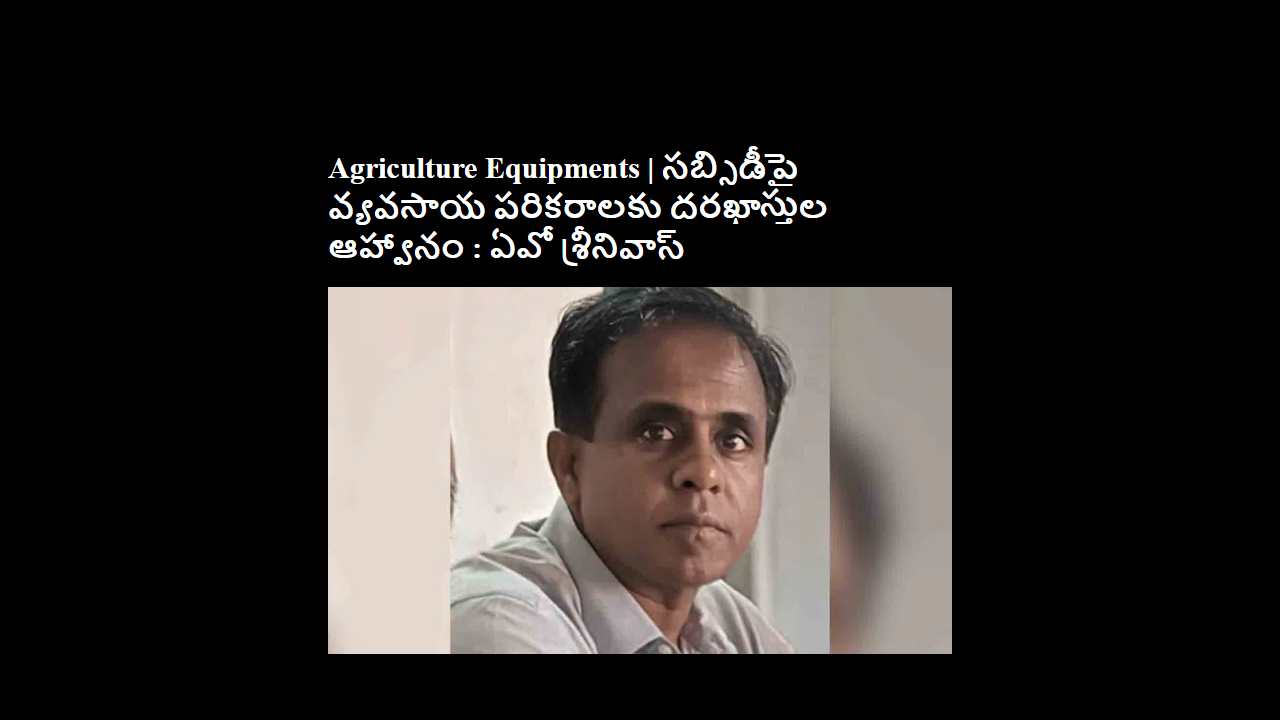 Agriculture Equipments | సబ్సిడీపై
వ్యవసాయ పరికరాలకు దరఖాస్తుల
ఆహ్వానం : ఏవో శ్రీనివాస్